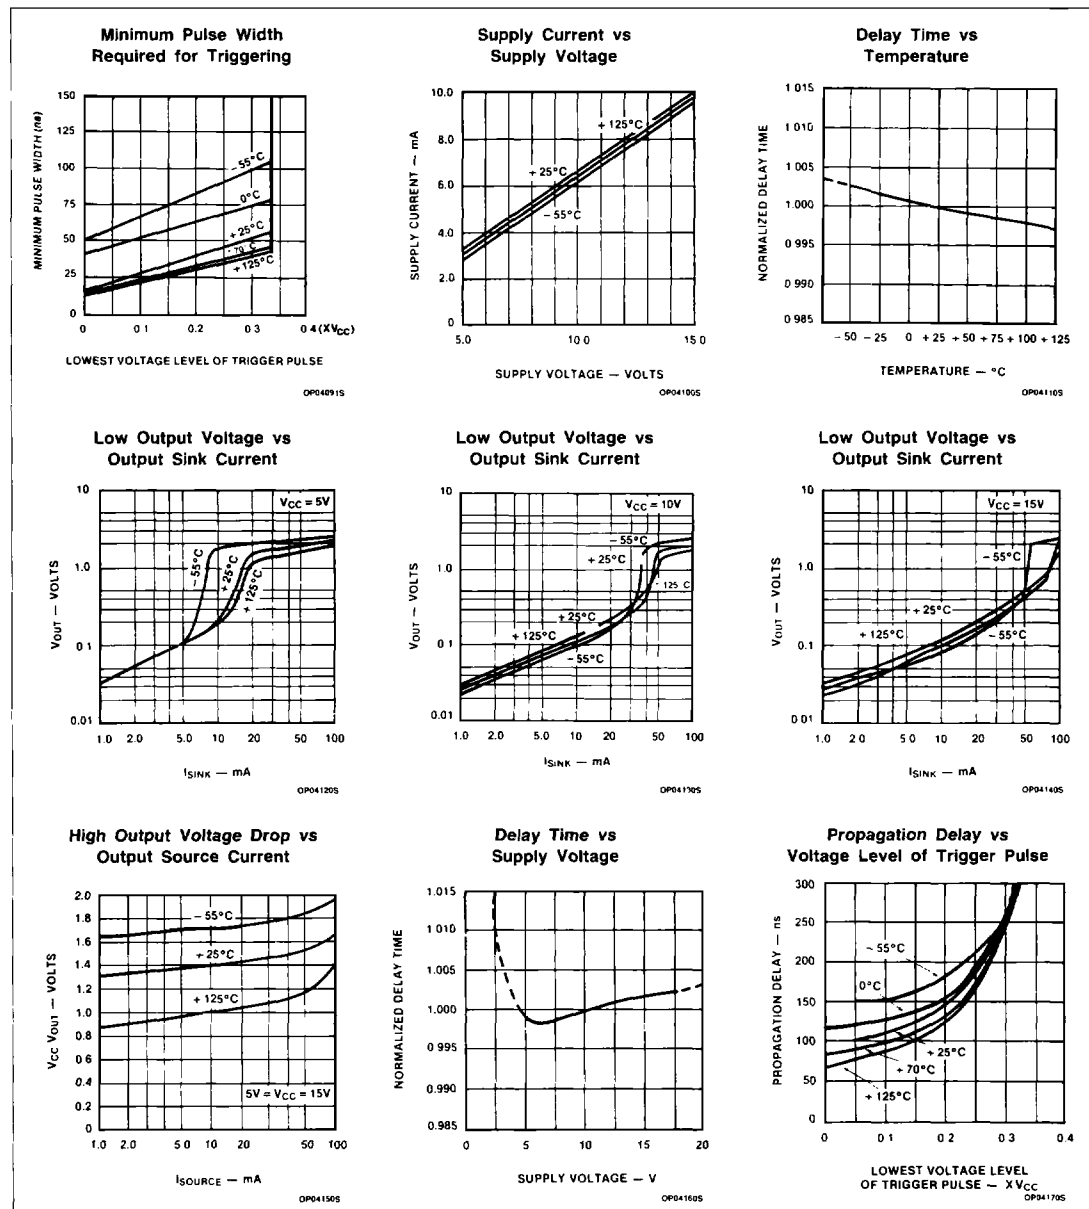 Minimum Pulse Width
Required for Triggering
MINIMUM PULSE WIDTH (ns)
150
125
100
75
50
25
0
-55°C
0°C
+25°C
-70°C
+125°C
0 0.1 0.2 0.3 0 4 (XVCC)
LOWEST VOLTAGE LEVEL OF TRIGGER PULSE
OP04091S
Supply Current vs
Supply Voltage
SUPPLY CURRENT — mA
10.0
8.0
6.0
4.0
2.0
0
+125°C
+25°C
-55°C
5.0 10 0 15 0
SUPPLY VOLTAGE — VOLTS
OP04100S
Delay Time vs
Temperature
NORMALIZED DELAY TIME
1 015
1 010
1 005
1 000
0 995
0 990
0 985
-50 -25 0 +25 +50 +75 +100 +125
TEMPERATURE — °C
OP04110S
Low Output Voltage vs
Output Sink Current
VOUT — VOLTS
10
1.0
0 1
0.01
VCC = 5V
-55°C
+25°C
+125°C
1.0 2.0 5.0 10 20 50 100
ISINK — mA
OP04120S
Low Output Voltage vs
Output Sink Current
VOUT — VOLTS
10
1.0
0.1
0.01
VCC = 10V
-55°C
+25°C
-125 C
+25°C
+125°C
-55°C
1.0 2.0 5.0 10 20 50 100
ISINK — mA
OP04130S
Low Output Voltage vs
Output Sink Current
VOUT — VOLTS
10
1.0
0.1
0 01
VCC = 15V
-55°C
+25°C
+125°C
-55°C
1.0 2 0 5.0 10 20 50 100
ISINK — mA
OP04140S
High Output Voltage Drop vs
Output Source Current
VCC VOUT — VOLTS
2.0
1.8
1.6
1.4
1.2
1.0
0.8
0.6
0.4
0.2
0
-55°C
+25°C
+125°C
5V = VCC = 15V
1.0 2.0 5 0 10 20 50 100
ISOURCE — mA
OP04150S
Delay Time vs
Supply Voltage
NORMALIZED DELAY TIME
1.015
1.010
1.005
1.000
0.995
0.990
0.985
0 5 10 15 20
SUPPLY VOLTAGE — V
OP04160S
Propagation Delay vs
Voltage Level of Trigger Pulse
PROPAGATION DELAY — ns
300
250
200
150
100
50
0
-55°C
0°C
+25°C
+70°C
+125°C
0 0 1 0.2 0 3 0.4
LOWEST VOLTAGE LEVEL
OF TRIGGER PULSE — XVCC
OP04170S